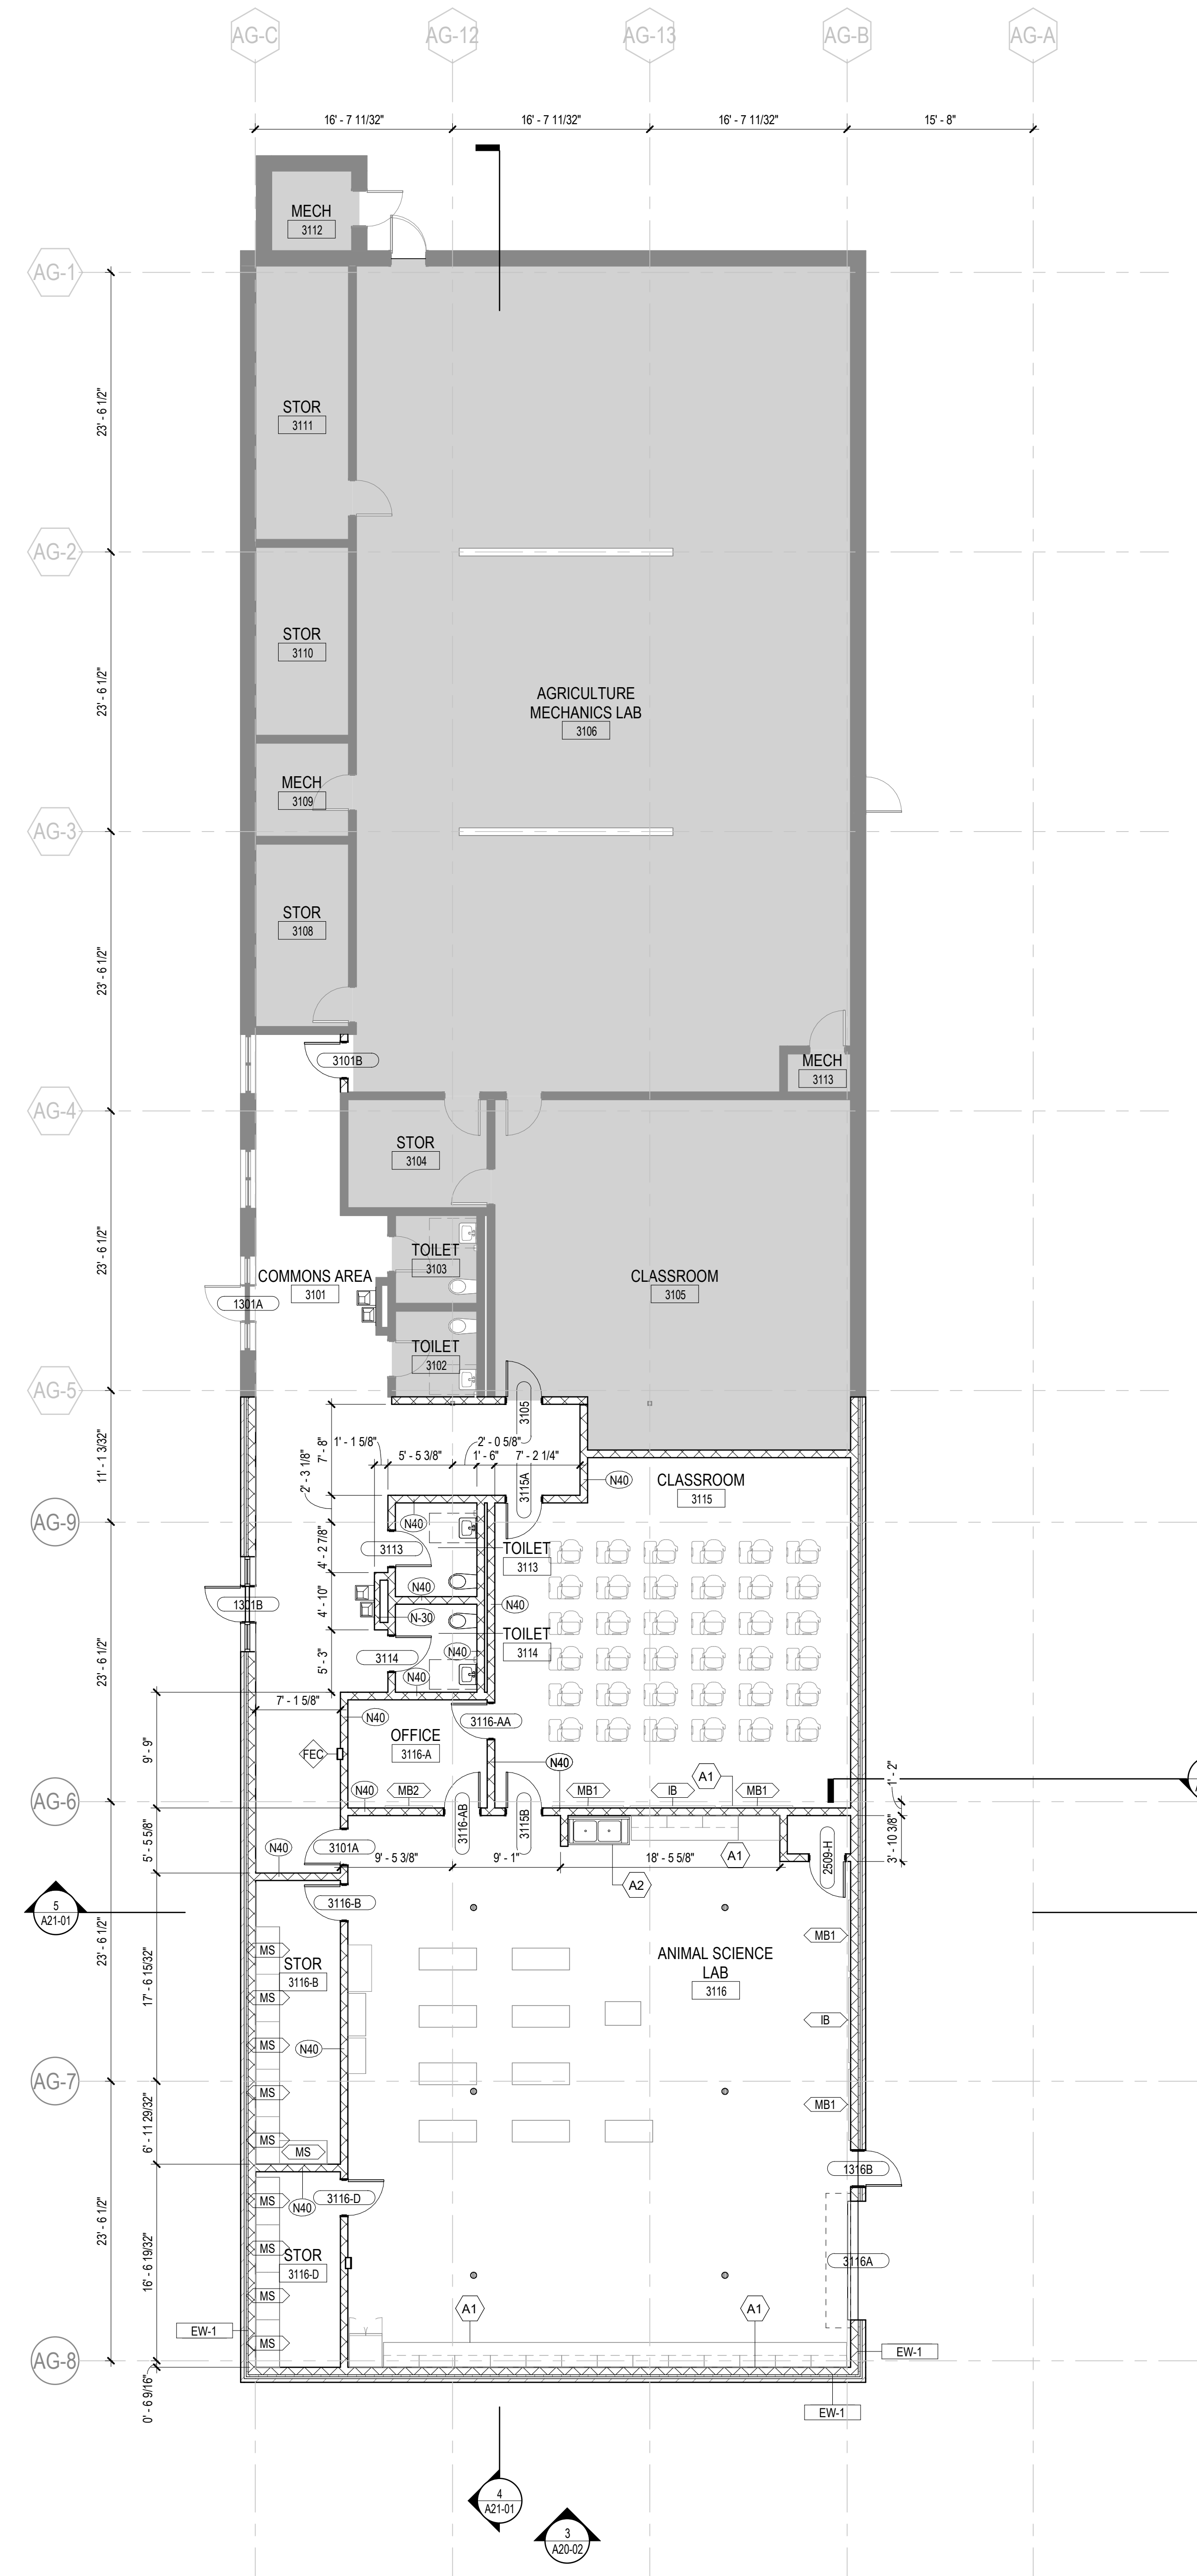 AG-C
AG-12
AG-13
AG-B
AG-A
16' - 7 11/32"
16' - 7 11/32"
16' - 7 11/32"
15' - 8"
MECH
3112
AG-1
23' - 6 1/2"
STOR
3111
AG-2
STOR
3110
23' - 6 1/2"
AGRICULTURE
MECHANICS LAB
3106
MECH
3109
AG-3
STOR
3108
23' - 6 1/2"
3101B
MECH
3113
AG-4
STOR
3104
23' - 6 1/2"
TOILET
3103
COMMONS AREA
3101
CLASSROOM
3105
1301A
TOILET
3102
AG-5
3105
11' - 1 3/32"
7' - 8"
2' - 3 1/8"
1' - 1 5/8"
5' - 5 3/8"
2' - 0 5/8"
1' - 6"
7' - 2 1/4"
3115A
N40
CLASSROOM
3115
AG-9
N40
3113
4' - 2 7/8"
TOILET
3113
N40
1301B
4' - 10"
N-30
N40
TOILET
3114
3114
N40
5' - 3"
N40
23' - 6 1/2"
7' - 1 5/8"
N40
3116-AA
OFFICE
3116-A
FEC
9' - 9"
N40
A1
N40
MB2
MB1
IB
MB1
1' - 2"
AG-6
3116-AB
3115B
3101A
5' - 5 5/8"
N40
9' - 5 3/8"
9' - 1"
18' - 5 5/8"
A1
A2
2509-H
3' - 10 3/8"
3116-B
5
A21-01
23' - 6 1/2"
17' - 6 15/32"
MS
STOR
3116-B
MS
MS
N40
MS
MS
MS
MB1
ANIMAL SCIENCE
LAB
3116
IB
MB1
AG-7
6' - 11 29/32"
1316B
MS
N40
3116-D
23' - 6 1/2"
16' - 6 19/32"
MS
STOR
3116-D
MS
MS
3116A
A1
A1
EW-1
EW-1
AG-8
0' - 6 9/16"
EW-1
4
A21-01
3
A20-02